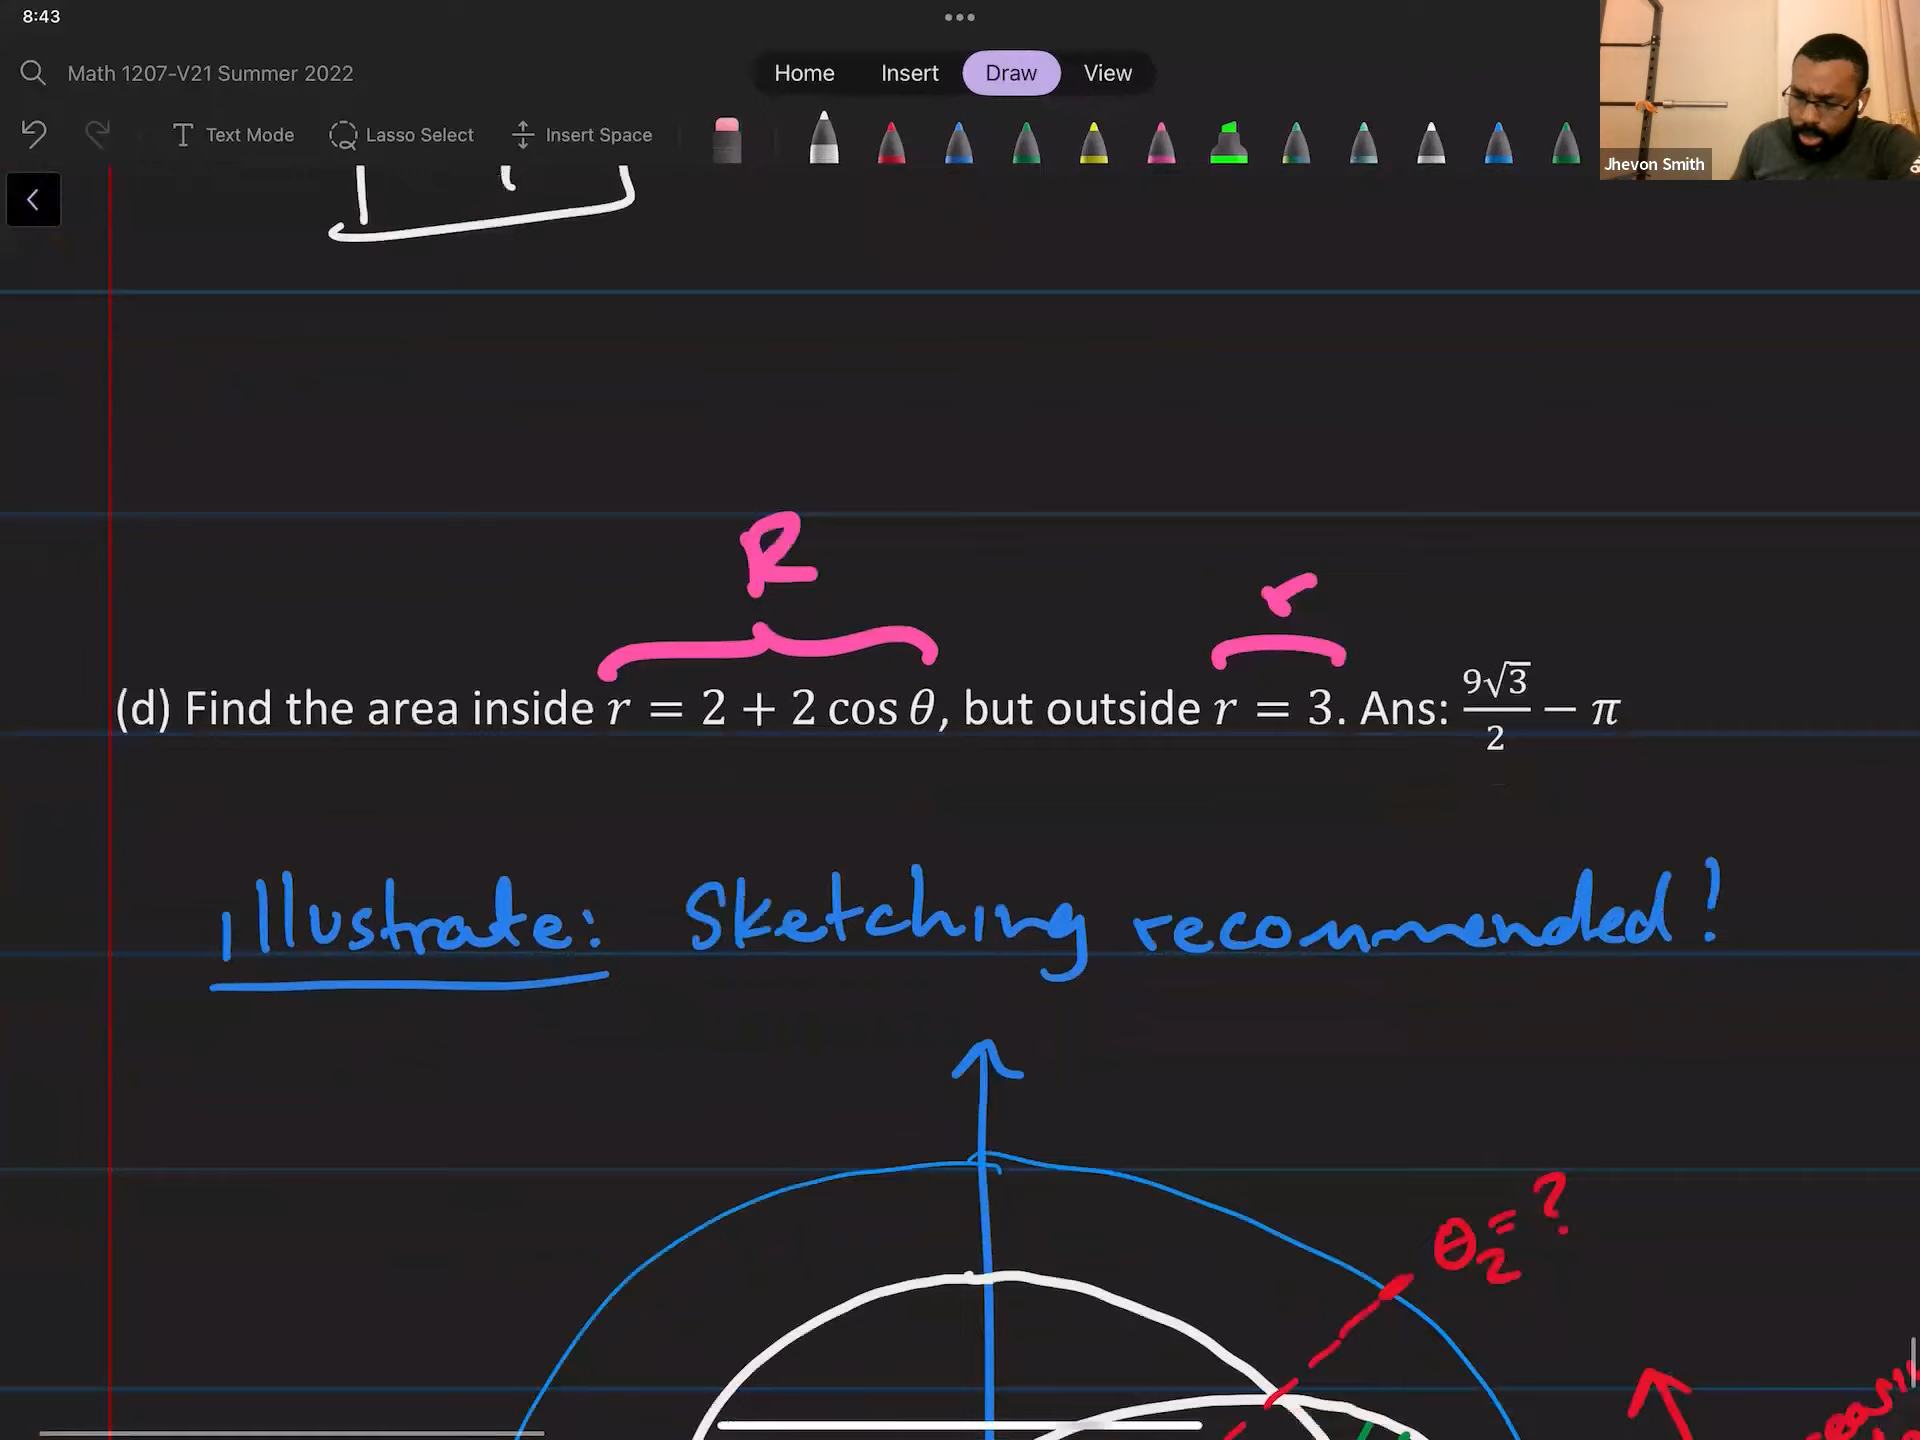 8:43
Math 1207-V21 Summer 2022
Home Insert Draw View
Text Mode Lasso Select Insert Space
Jhevon Smith
R
r
(d) Find the area inside r = 2 + 2 cos θ, but outside r = 3. Ans: 9√3/2 − π
Illustrate: Sketching recommended!
θ₂ = ?